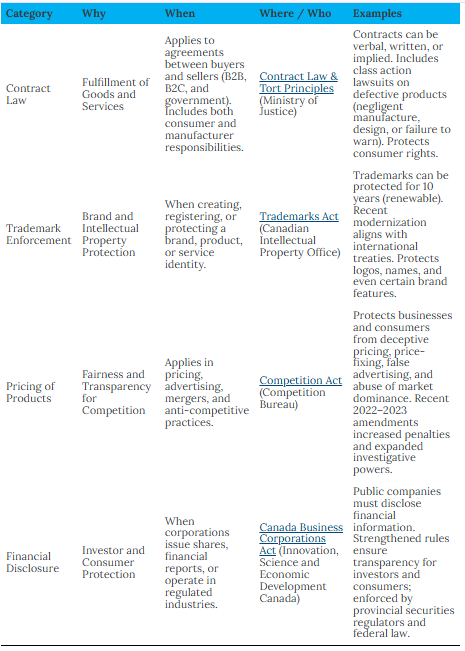 Category Why When Where / Who Examples
Contract Law
Fulfillment of Goods and Services
Applies to
agreements
between buyers
and sellers (B2B,
B2C, and
government).
Includes both
consumer and
manufacturer
responsibilities.
Contract Law &
Tort Principles
(Ministry of
Justice)
Contracts can be
verbal, written, or
implied. Includes
class action
lawsuits on
defective products
(negligent
manufacture,
design, or failure to
warn). Protects
consumer rights.
Trademark
Enforcement
Brand and
Intellectual
Property
Protection
When creating,
registering, or
protecting a
brand, product,
or service
identity.
Trademarks Act
(Canadian
Intellectual
Property Office)
Trademarks can be
protected for 10
years (renewable).
Recent
modernization
aligns with
international
treaties. Protects
logos, names, and
even certain brand
features.
Pricing of
Products
Fairness and
Transparency
for
Competition
Applies in
pricing,
advertising,
mergers, and
anti-competitive
practices.
Competition Act
(Competition
Bureau)
Protects businesses
and consumers
from deceptive
pricing, price-
fixing, false
advertising, and
abuse of market
dominance. Recent
2022–2023
amendments
increased penalties
and expanded
investigative
powers.
Financial
Disclosure
Investor and
Consumer
Protection
When
corporations
issue shares,
financial
reports, or
operate in
regulated
industries.
Canada Business
Corporations
Act (Innovation,
Science and
Economic
Development
Canada)
Public companies
must disclose
financial
information.
Strengthened rules
ensure
transparency for
investors and
consumers;
enforced by
provincial securities
regulators and
federal law.